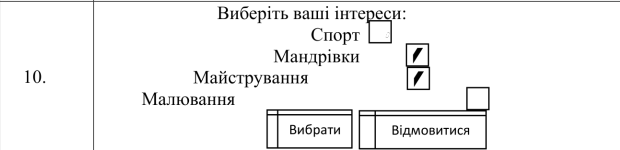 Виберіть ваші інтереси:
Спорт
Мандрівки
10.
Майстрування
Малювання
Вибрати Відмовитися